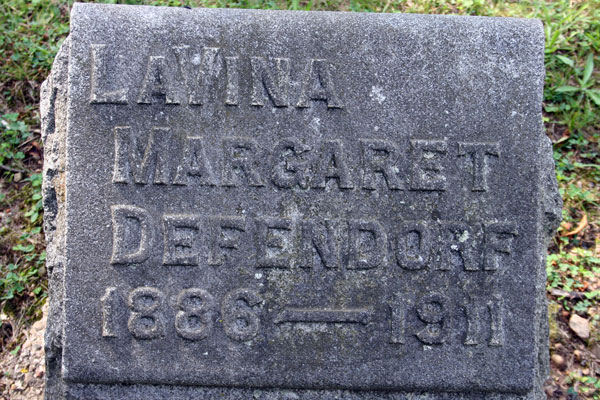 LAVINA
MARGARET
DEFENDORF
1886 — 1911